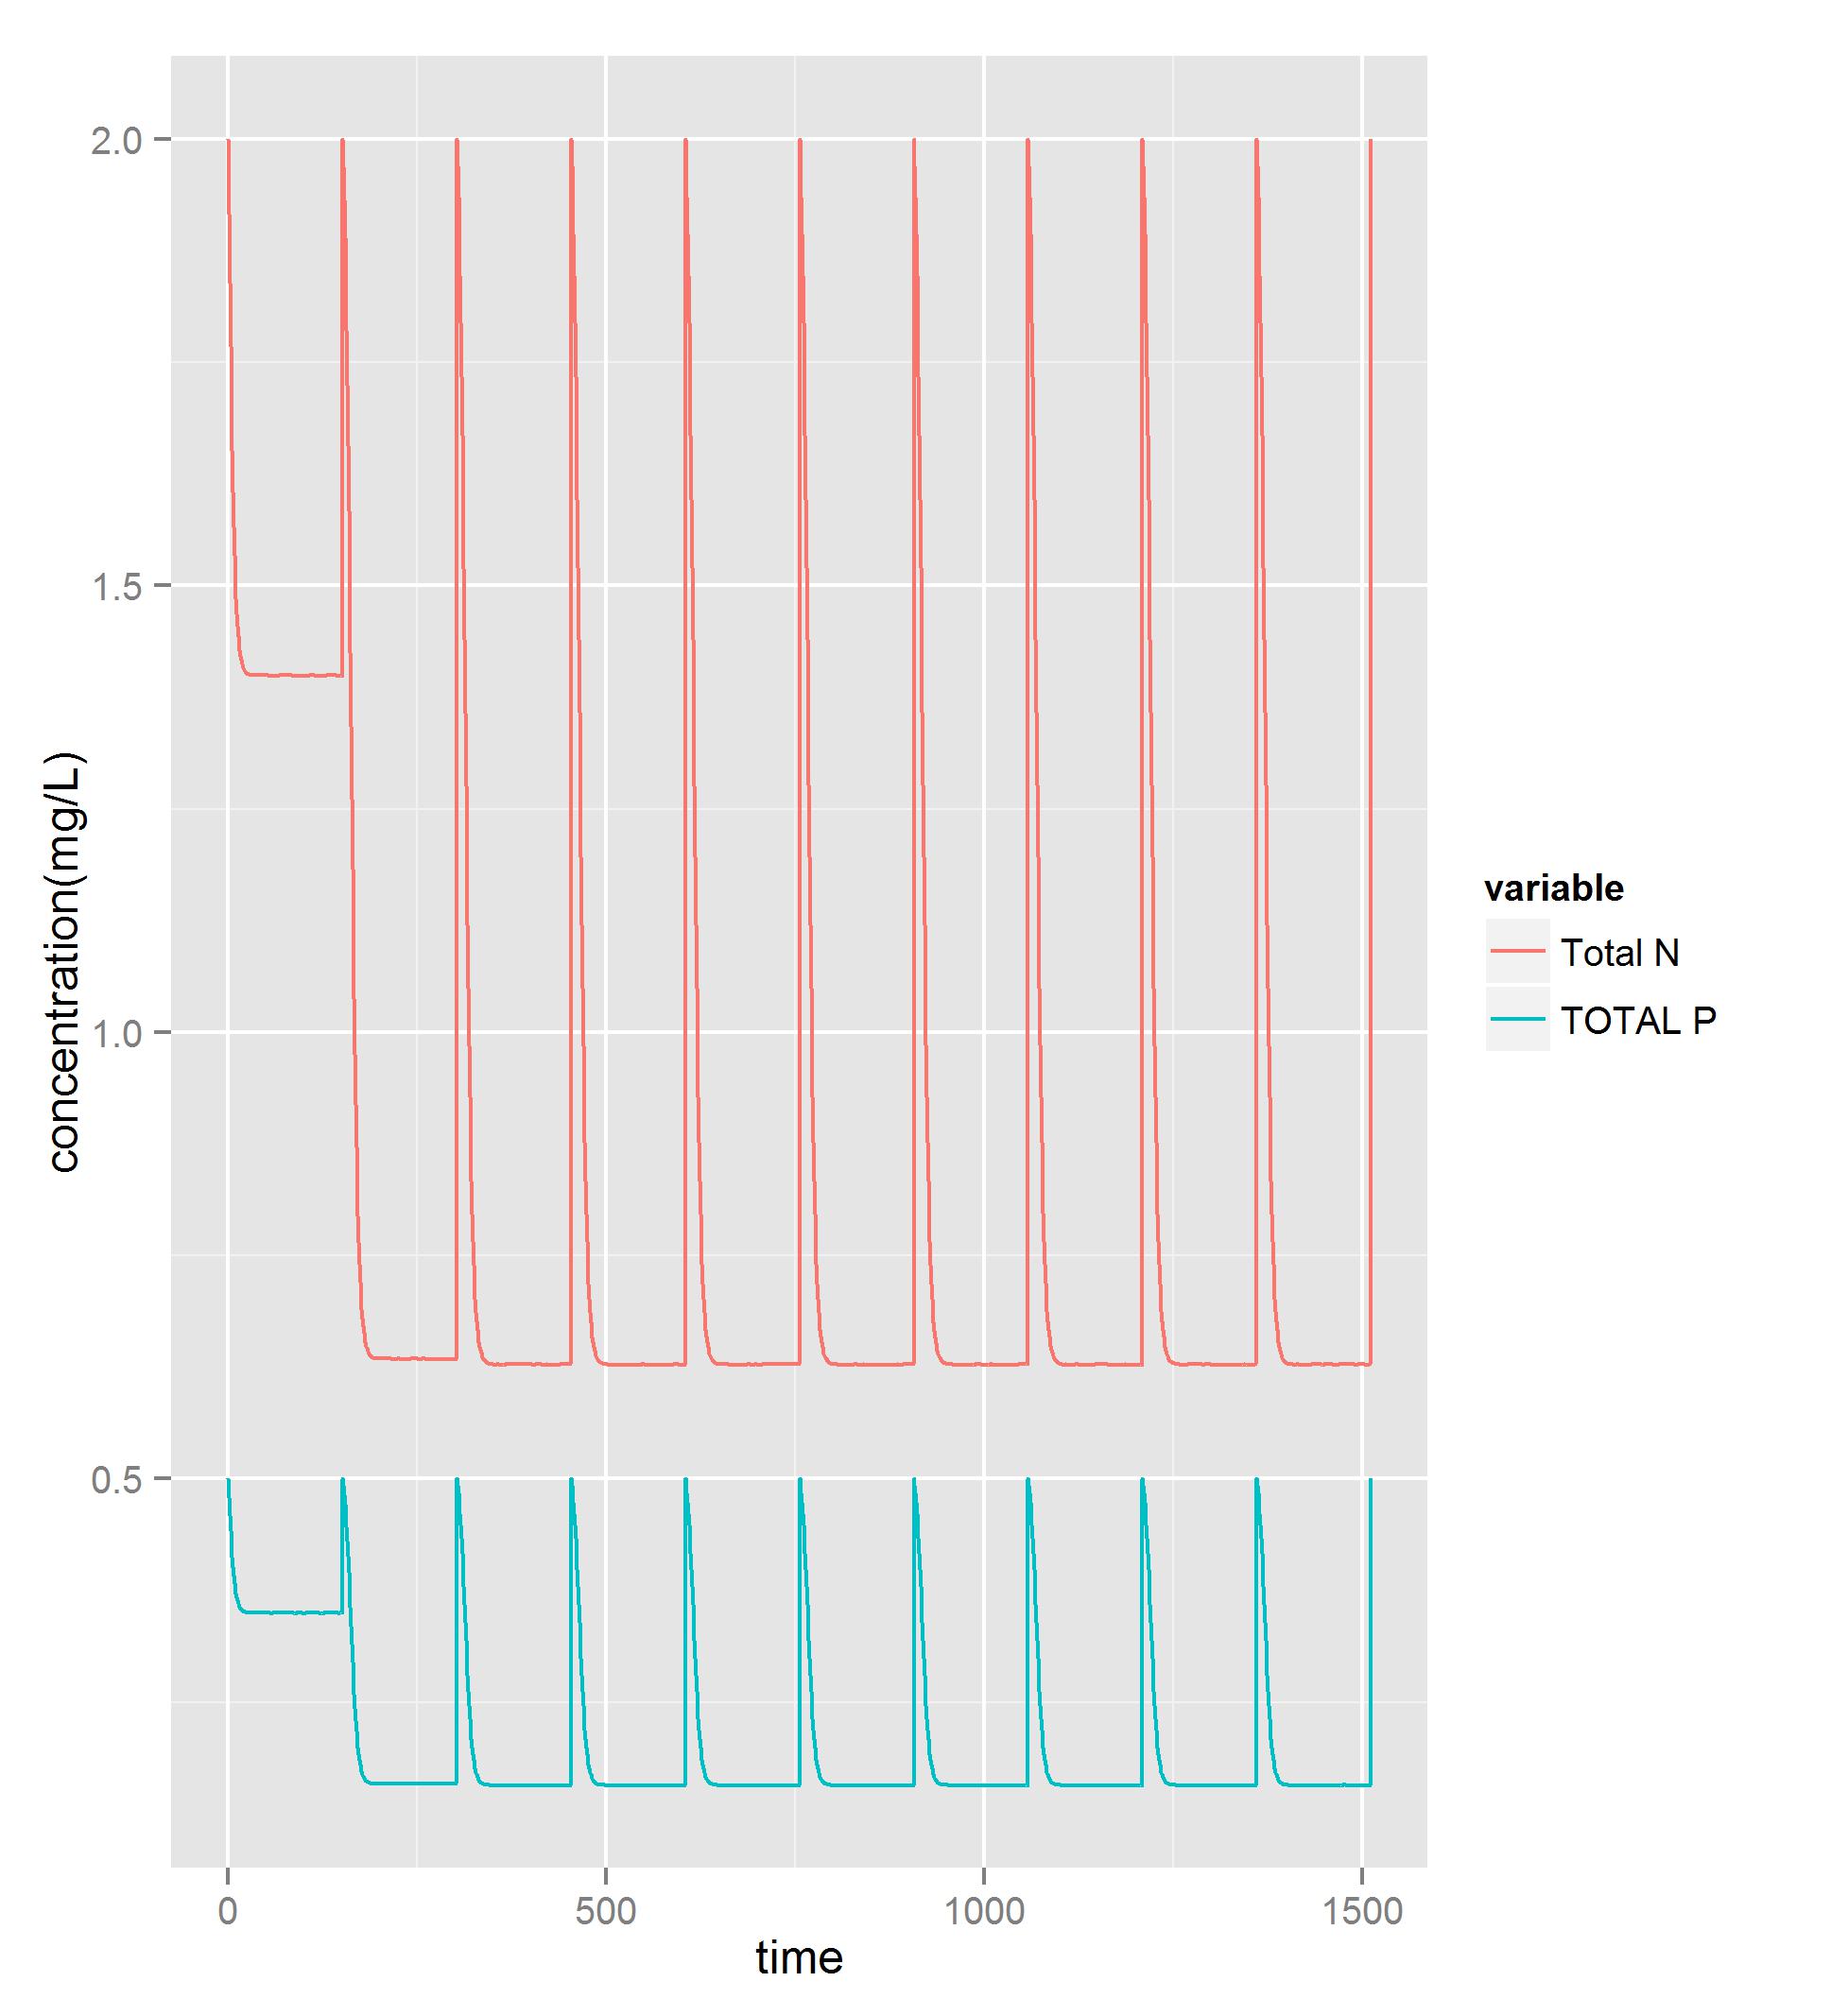 2.0
1.5
1.0
0.5
concentration(mg/L)
0 500 1000 1500
time
variable
Total N
TOTAL P